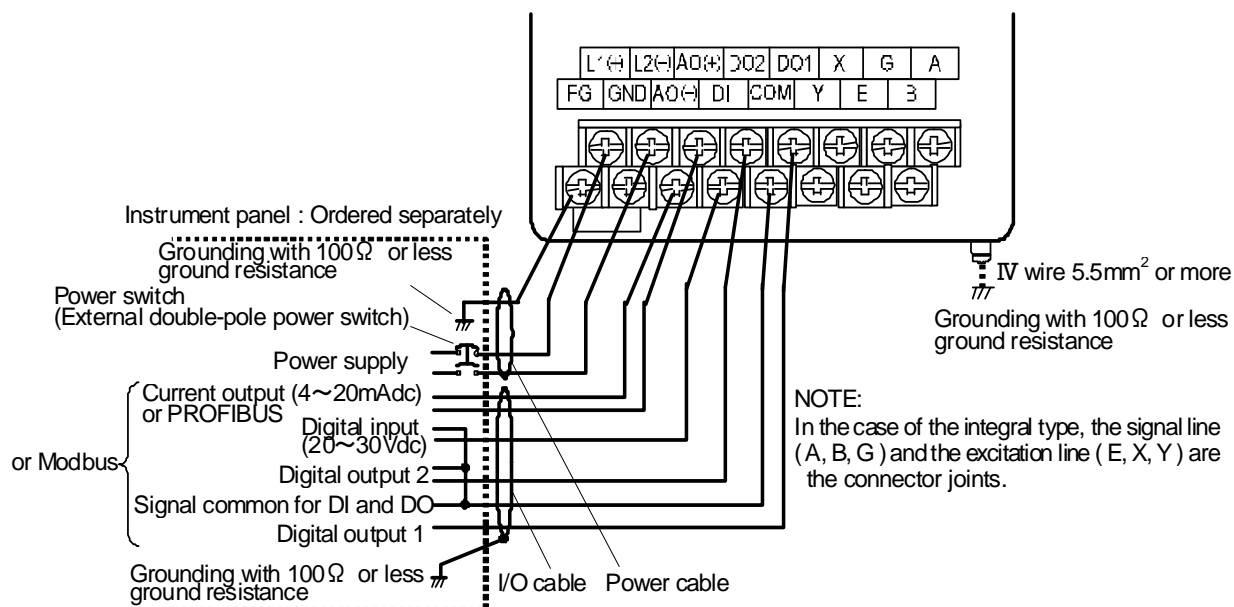 L1(+) L2(-) AO(+) DO2 DO1 X G A
FG GND AO(-) DI COM Y E B
Instrument panel : Ordered separately
Grounding with 100Ω or less
ground resistance
Power switch
(External double-pole power switch)
Power supply
Current output (4～20mAdc)
or PROFIBUS
Digital input
(20～30Vdc)
or Modbus
Digital output 2
Signal common for DI and DO
Digital output 1
Grounding with 100Ω or less
ground resistance
I/O cable Power cable
IV wire 5.5mm² or more
Grounding with 100Ω or less
ground resistance
NOTE:
In the case of the integral type, the signal line
( A, B, G ) and the excitation line ( E, X, Y ) are
the connector joints.